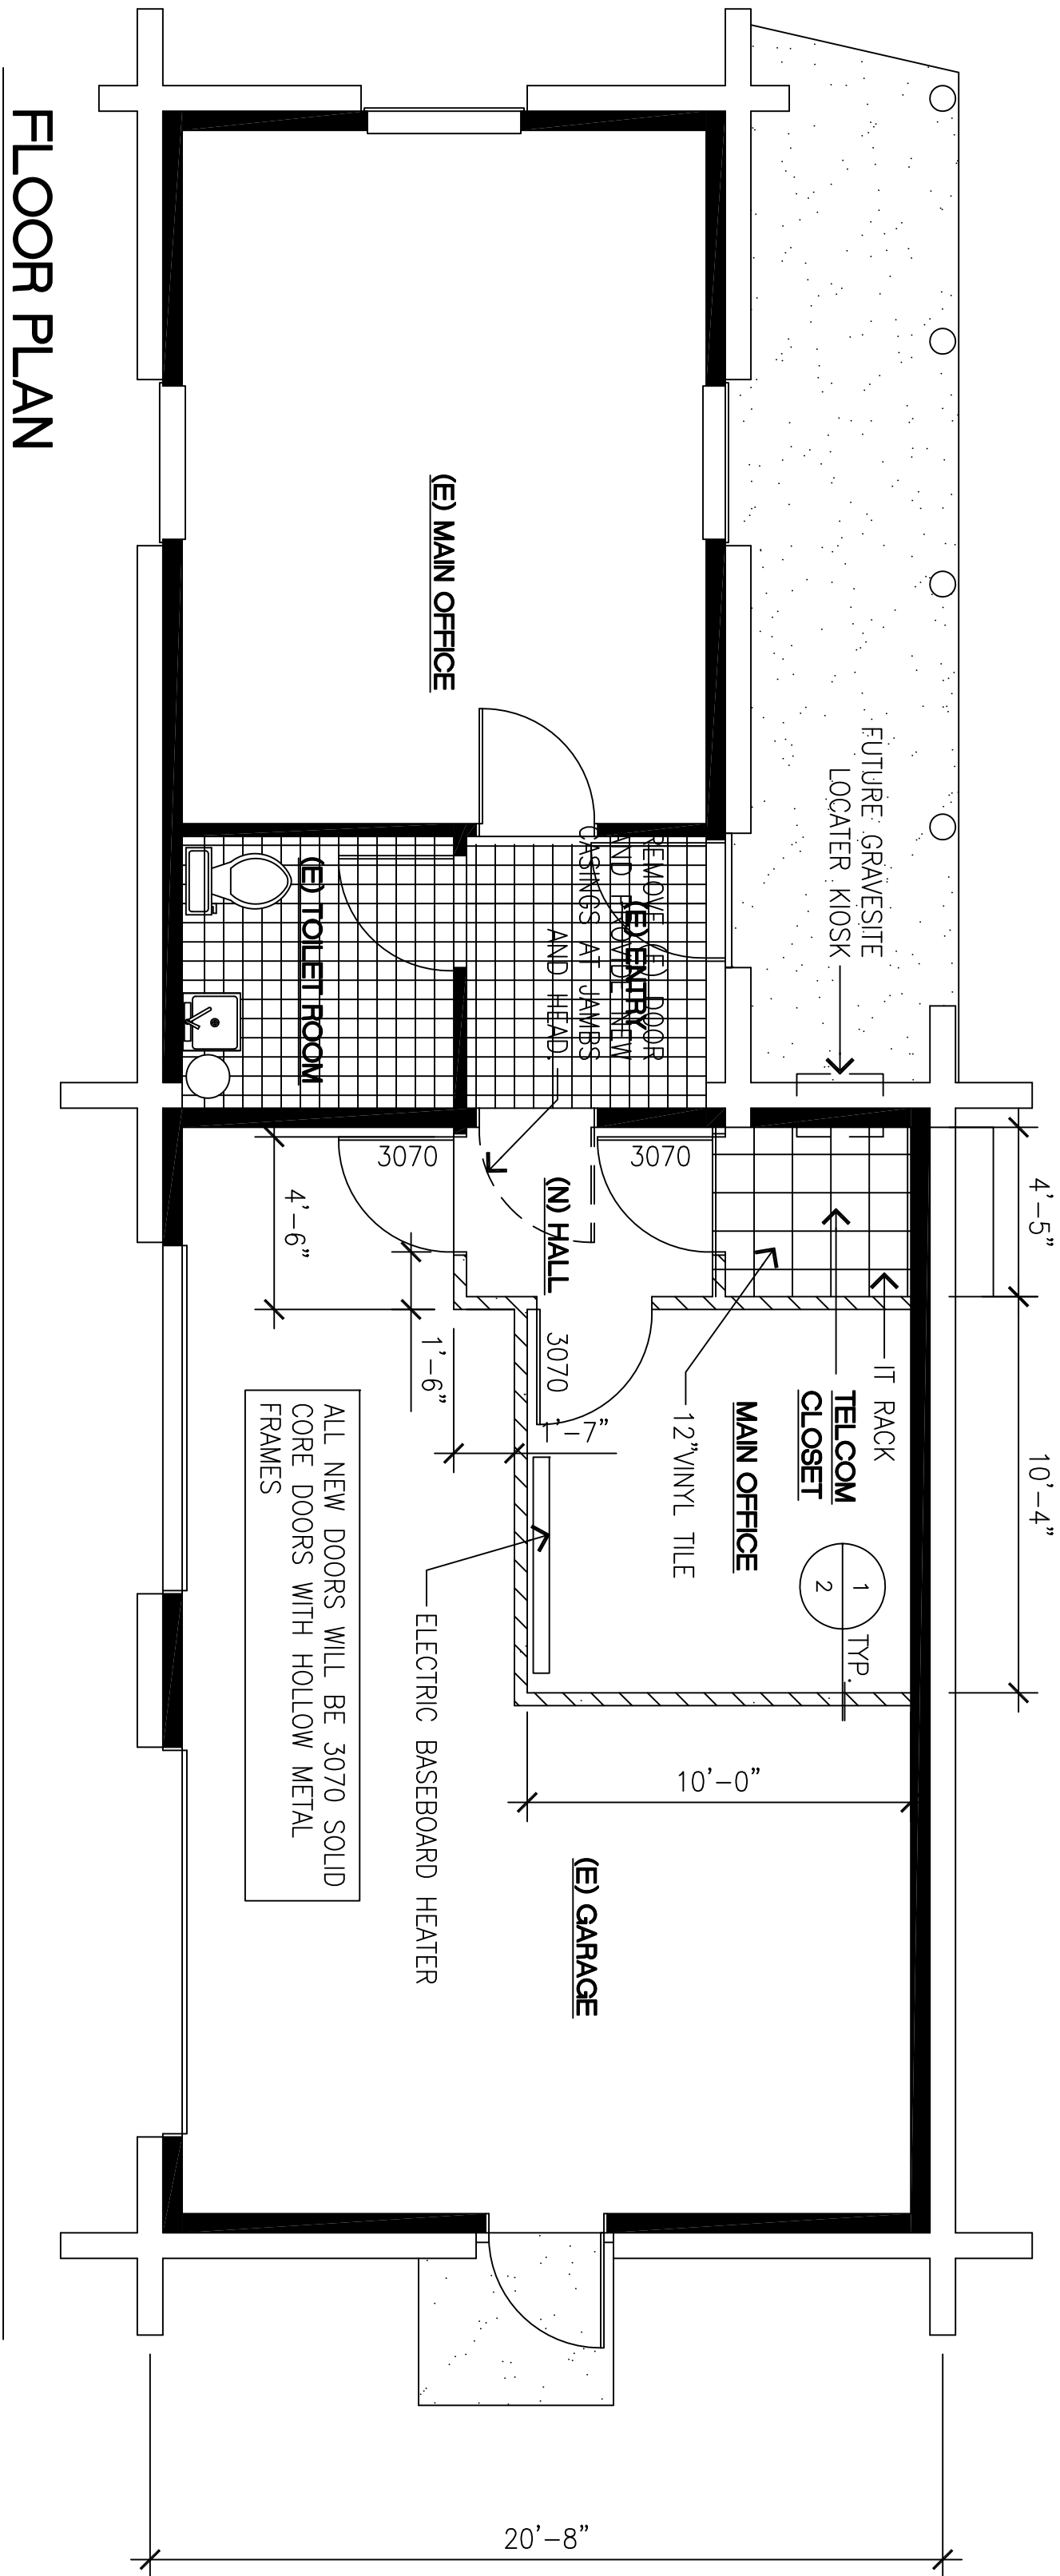 FUTURE GRAVESITE
LOCATER KIOSK
4'-5"
10'-4"
IT RACK
TELCOM
CLOSET
12"VINYL TILE
MAIN OFFICE
1
2
TYP.
(E) MAIN OFFICE
REMOVE (E) DOOR
AND PROVIDE NEW
CASINGS AT JAMBS
AND HEAD.
(E) ENTRY
(E) TOILET ROOM
3070
3070
(N) HALL
3070
4'-6"
1'-6"
1'-7"
10'-0"
(E) GARAGE
ELECTRIC BASEBOARD HEATER
ALL NEW DOORS WILL BE 3070 SOLID
CORE DOORS WITH HOLLOW METAL
FRAMES
20'-8"
FLOOR PLAN